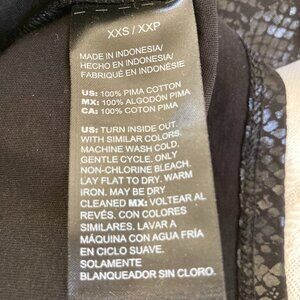 XXS / XXP
MADE IN INDONESIA/
HECHO EN INDONESIA/
FABRIQUÉ EN INDONÉSIE
US: 100% PIMA COTTON
MX: 100% ALGODÓN PIMA
CA: 100% COTON PIMA
US: TURN INSIDE OUT.
WITH SIMILAR COLORS.
MACHINE WASH COLD.
GENTLE CYCLE. ONLY
NON-CHLORINE BLEACH.
LAY FLAT TO DRY. WARM
IRON. MAY BE DRY
CLEANED MX: VOLTEAR AL
REVÉS. CON COLORES
SIMILARES. LAVAR A
MÁQUINA CON AGUA FRÍA
EN CICLO SUAVE.
SOLAMENTE
BLANQUEADOR SIN CLORO.